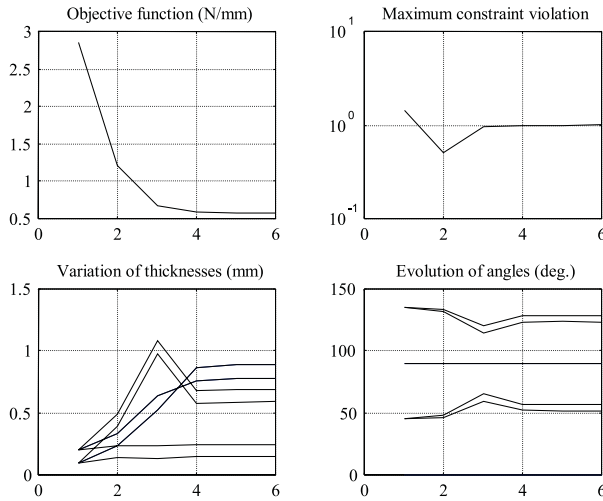 Objective function (N/mm)
3
2.5
2
1.5
1
0.5
0 2 4 6
Maximum constraint violation
10^1
10^0
10^-1
0 2 4 6
Variation of thicknesses (mm)
1.5
1
0.5
0
0 2 4 6
Evolution of angles (deg.)
150
100
50
0
0 2 4 6